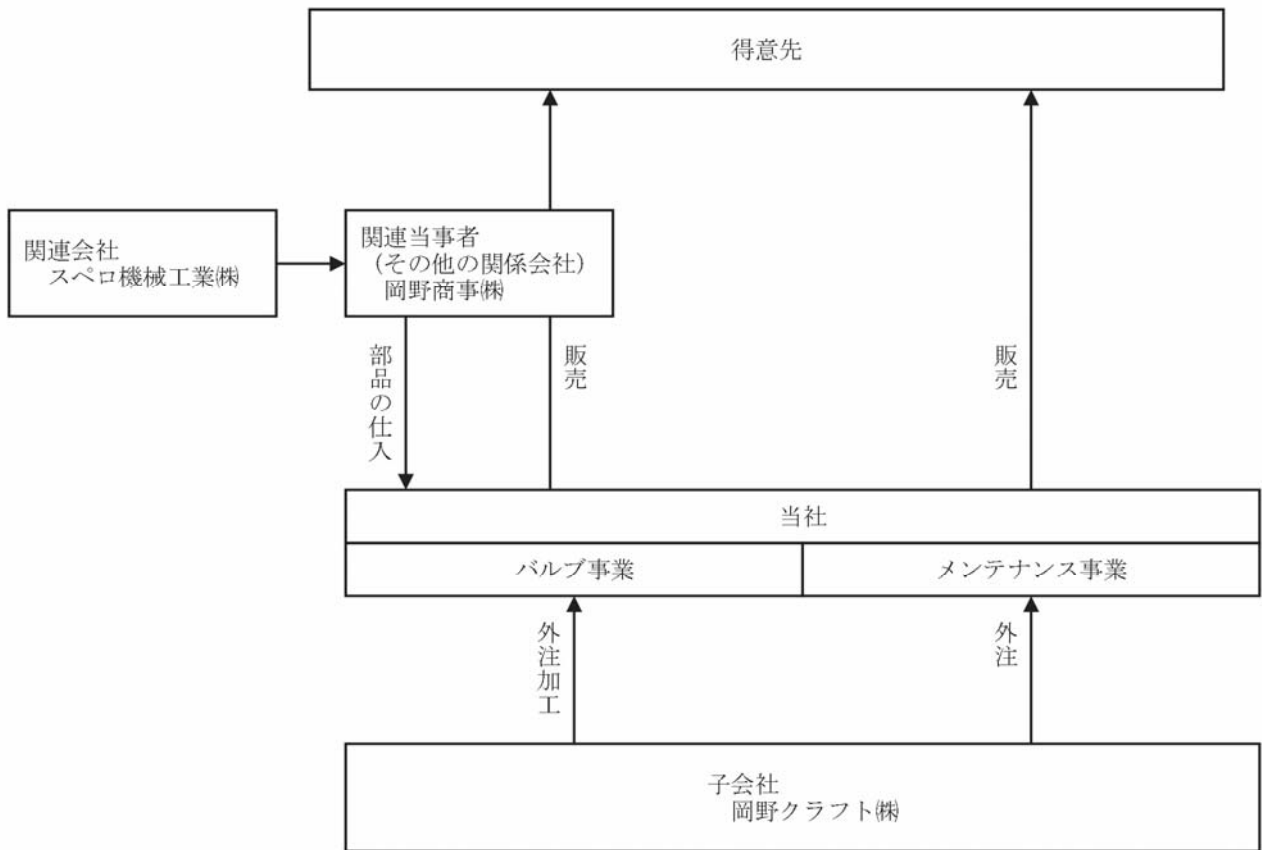 得意先
関連会社
スペロ機械工業㈱
関連当事者
（その他の関係会社）
岡野商事㈱
部品の仕入
販売
販売
当社
バルブ事業
メンテナンス事業
外注加工
外注
子会社
岡野クラフト㈱